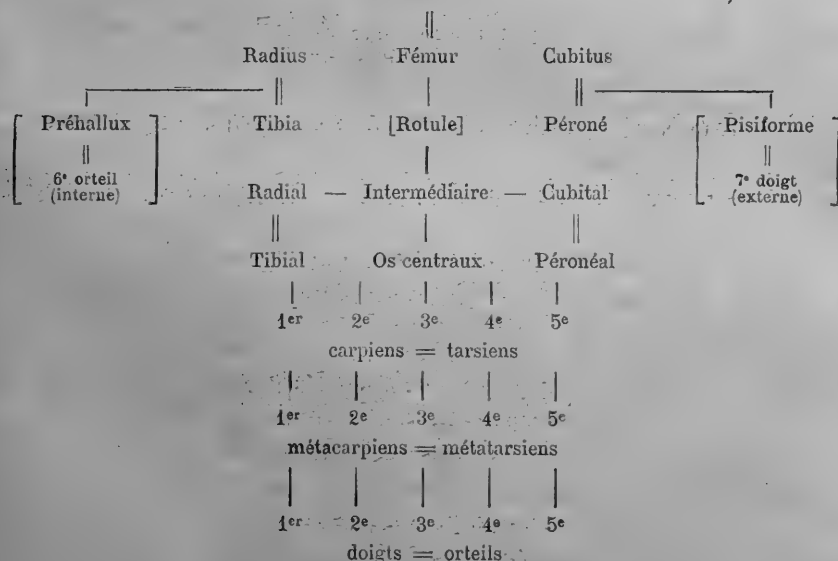 Radius Fémur Cubitus
Préhallux Tibia [Rotule] Péroné Pisiforme
6e orteil 7e doigt
(interne) (externe)
Radial — Intermédiaire — Cubital
Tibial Os centraux Péronéal
1er 2e 3e 4e 5e
carpiens = tarsiens
1er 2e 3e 4e 5e
métacarpiens = métatarsiens
1er 2e 3e 4e 5e
doigts = orteils